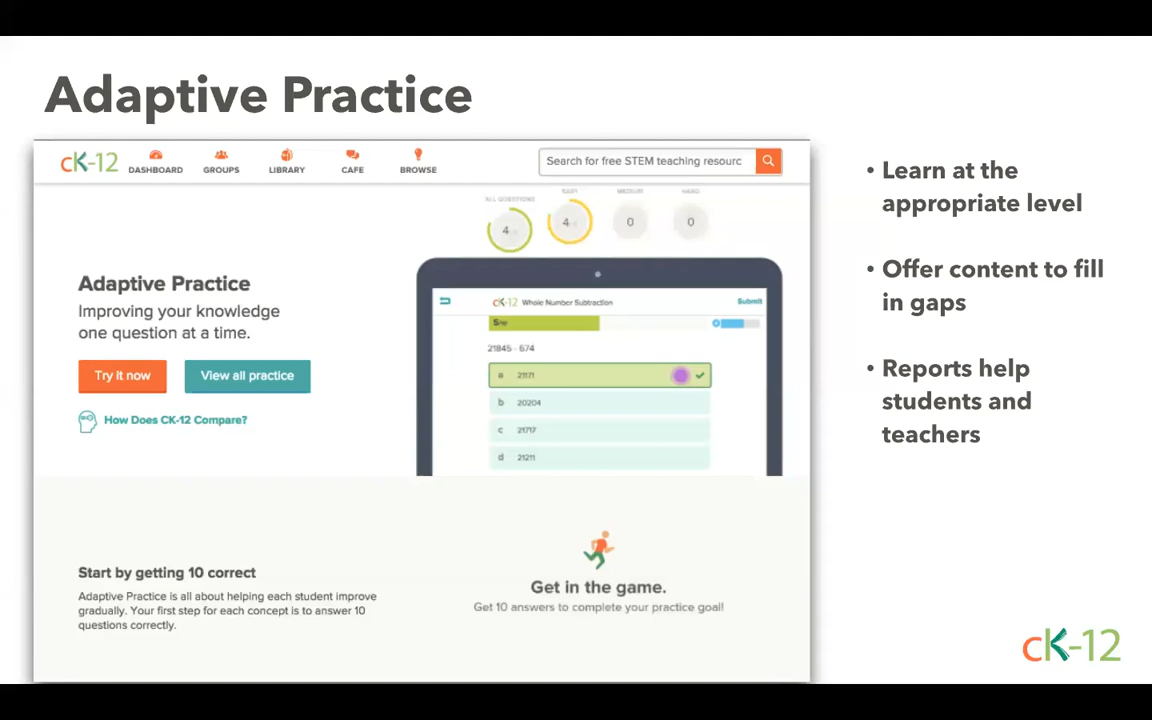 Adaptive Practice
cK-12
DASHBOARD
GROUPS
LIBRARY
CAFE
BROWSE
Search for free STEM teaching resourc
ALL QUESTIONS
EASY
MEDIUM
HARD
4
4
0
0
Adaptive Practice
Improving your knowledge
one question at a time.
Try it now
View all practice
How Does CK-12 Compare?
cK-12 Whole Number Subtraction
Submit
21845 - 674
a 21171
b 20204
c 21717
d 21211
Start by getting 10 correct
Adaptive Practice is all about helping each student improve
gradually. Your first step for each concept is to answer 10
questions correctly.
Get in the game.
Get 10 answers to complete your practice goal!
• Learn at the
appropriate level
• Offer content to fill
in gaps
• Reports help
students and
teachers
cK-12